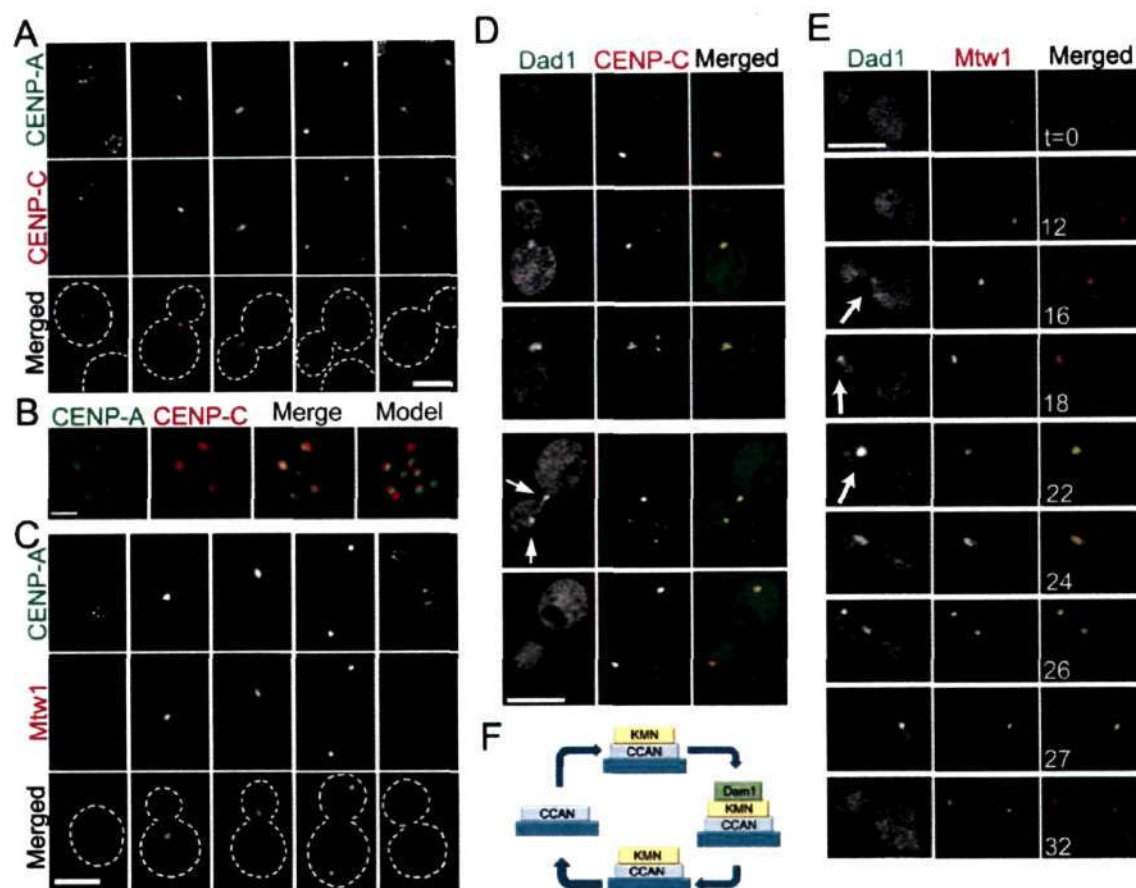 A
CENP-A
CENP-C
Merged
B
CENP-A CENP-C Merge Model
C
CENP-A
Mtw1
Merged
D
Dad1 CENP-C Merged
E
Dad1 Mtw1 Merged
t=0
12
16
18
22
24
26
27
32
F
KMN
CCAN
Dam1
KMN
CCAN
KMN
CCAN
CCAN